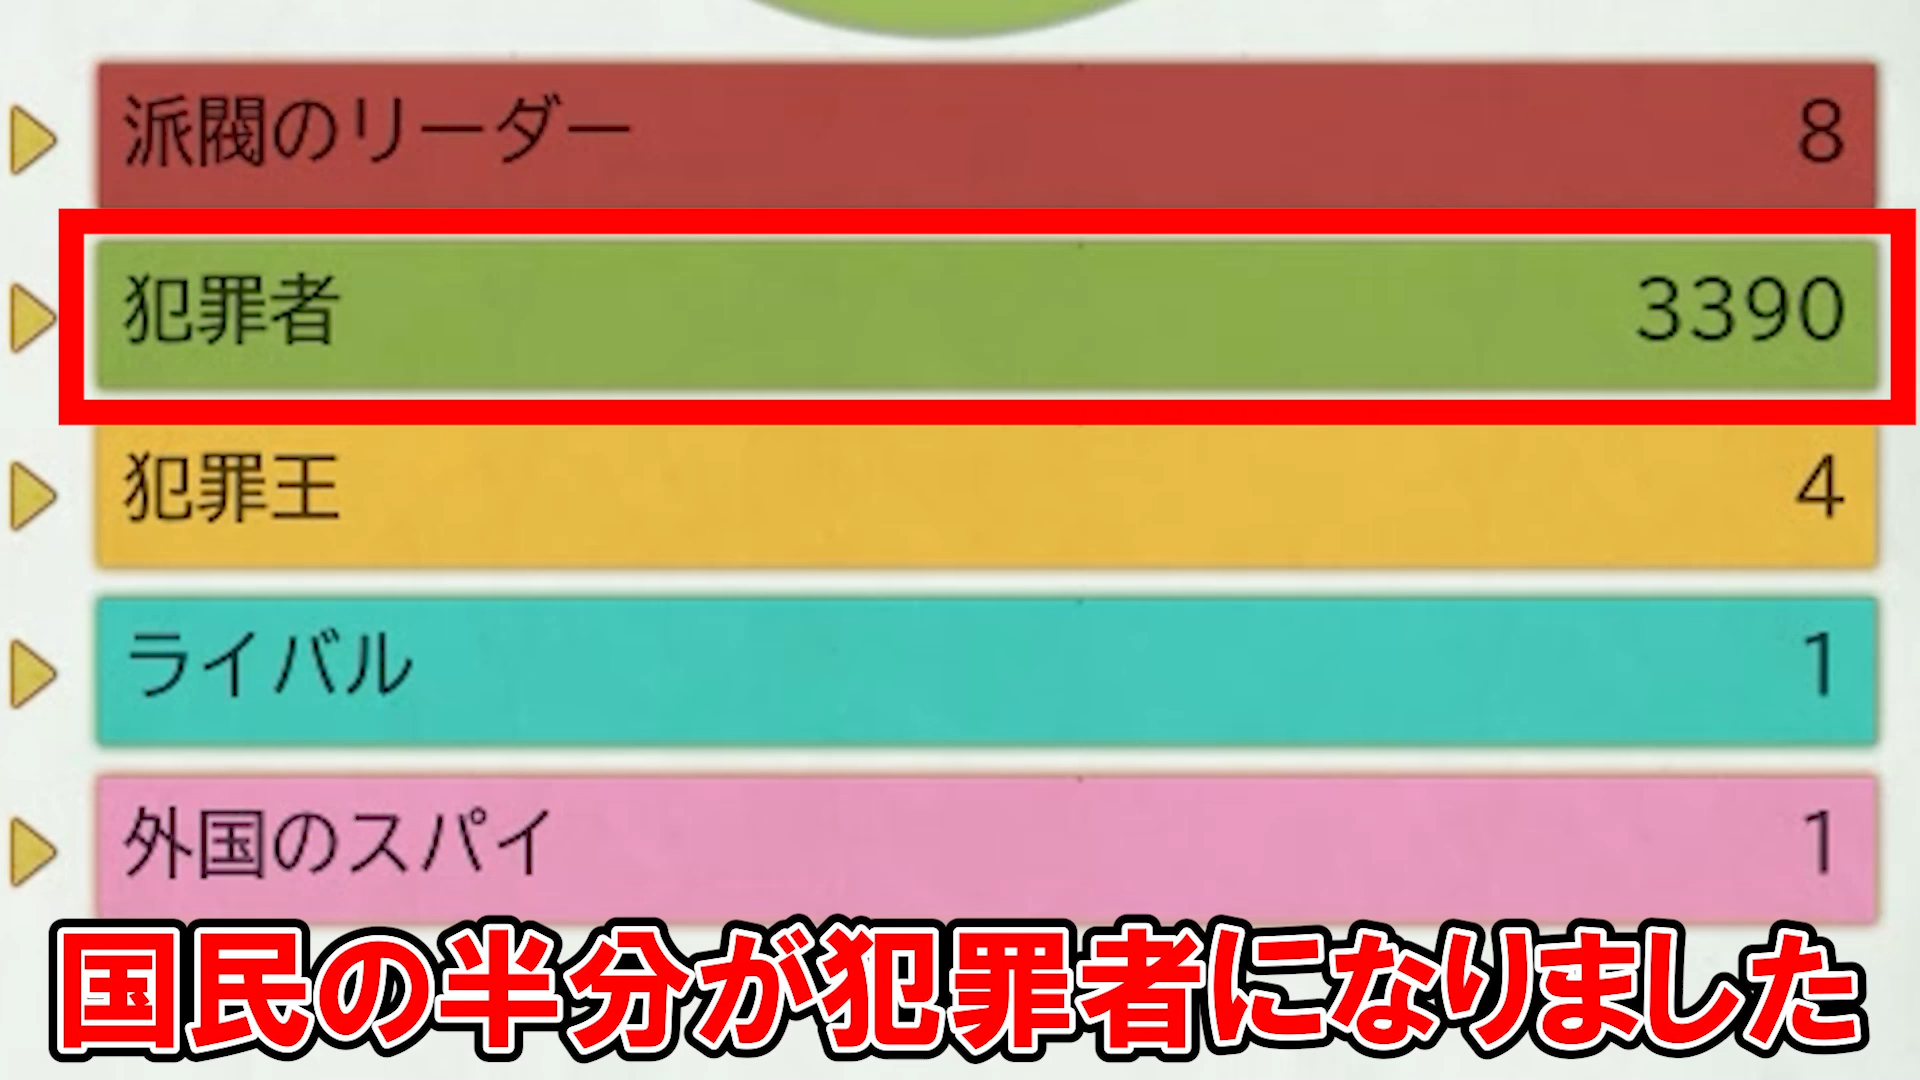 派閥のリーダー 8
犯罪者 3390
犯罪王 4
ライバル 1
外国のスパイ 1
国民の半分が犯罪者になりました